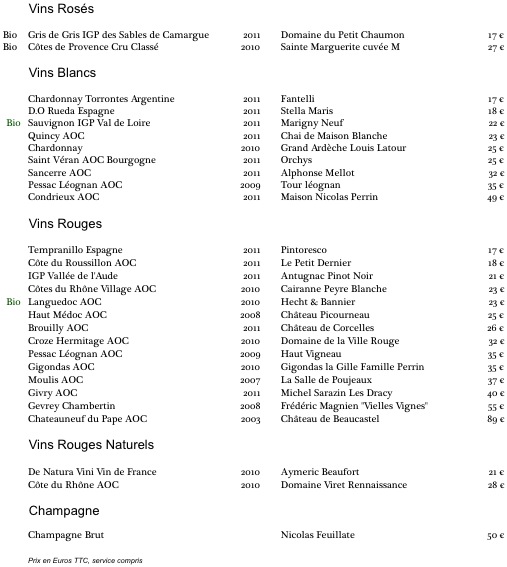 Vins Rosés
Bio Gris de Gris IGP des Sables de Camargue 2011 Domaine du Petit Chaumon 17 €
Bio Côtes de Provence Cru Classé 2010 Sainte Marguerite cuvée M 27 €
Vins Blancs
Chardonnay Torrontes Argentine 2011 Fantelli 17 €
D.O Rueda Espagne 2011 Stella Maris 18 €
Bio Sauvignon IGP Val de Loire 2011 Marigny Neuf 22 €
Quincy AOC 2011 Chai de Maison Blanche 23 €
Chardonnay 2010 Grand Ardèche Louis Latour 25 €
Saint Véran AOC Bourgogne 2011 Orchys 25 €
Sancerre AOC 2011 Alphonse Mellot 32 €
Pessac Léognan AOC 2009 Tour léognan 35 €
Condrieux AOC 2011 Maison Nicolas Perrin 49 €
Vins Rouges
Tempranillo Espagne 2011 Pintoresco 17 €
Côte du Roussillon AOC 2011 Le Petit Dernier 18 €
IGP Vallée de l'Aude 2011 Antugnac Pinot Noir 21 €
Côtes du Rhône Village AOC 2010 Cairanne Peyre Blanche 23 €
Bio Languedoc AOC 2010 Hecht & Bannier 23 €
Haut Médoc AOC 2008 Château Picourneau 25 €
Brouilly AOC 2011 Château de Corcelles 26 €
Croze Hermitage AOC 2010 Domaine de la Ville Rouge 32 €
Pessac Léognan AOC 2009 Haut Vigneau 35 €
Gigondas AOC 2010 Gigondas la Gille Famille Perrin 35 €
Moulis AOC 2007 La Salle de Poujeaux 37 €
Givry AOC 2011 Michel Sarazin Les Dracy 40 €
Gevrey Chambertin 2008 Frédéric Magnien "Vielles Vignes" 55 €
Chateauneuf du Pape AOC 2003 Château de Beaucastel 89 €
Vins Rouges Naturels
De Natura Vini Vin de France 2010 Aymeric Beaufort 21 €
Côte du Rhône AOC 2010 Domaine Viret Rennaissance 28 €
Champagne
Champagne Brut Nicolas Feuillate 50 €
Prix en Euros TTC, service compris